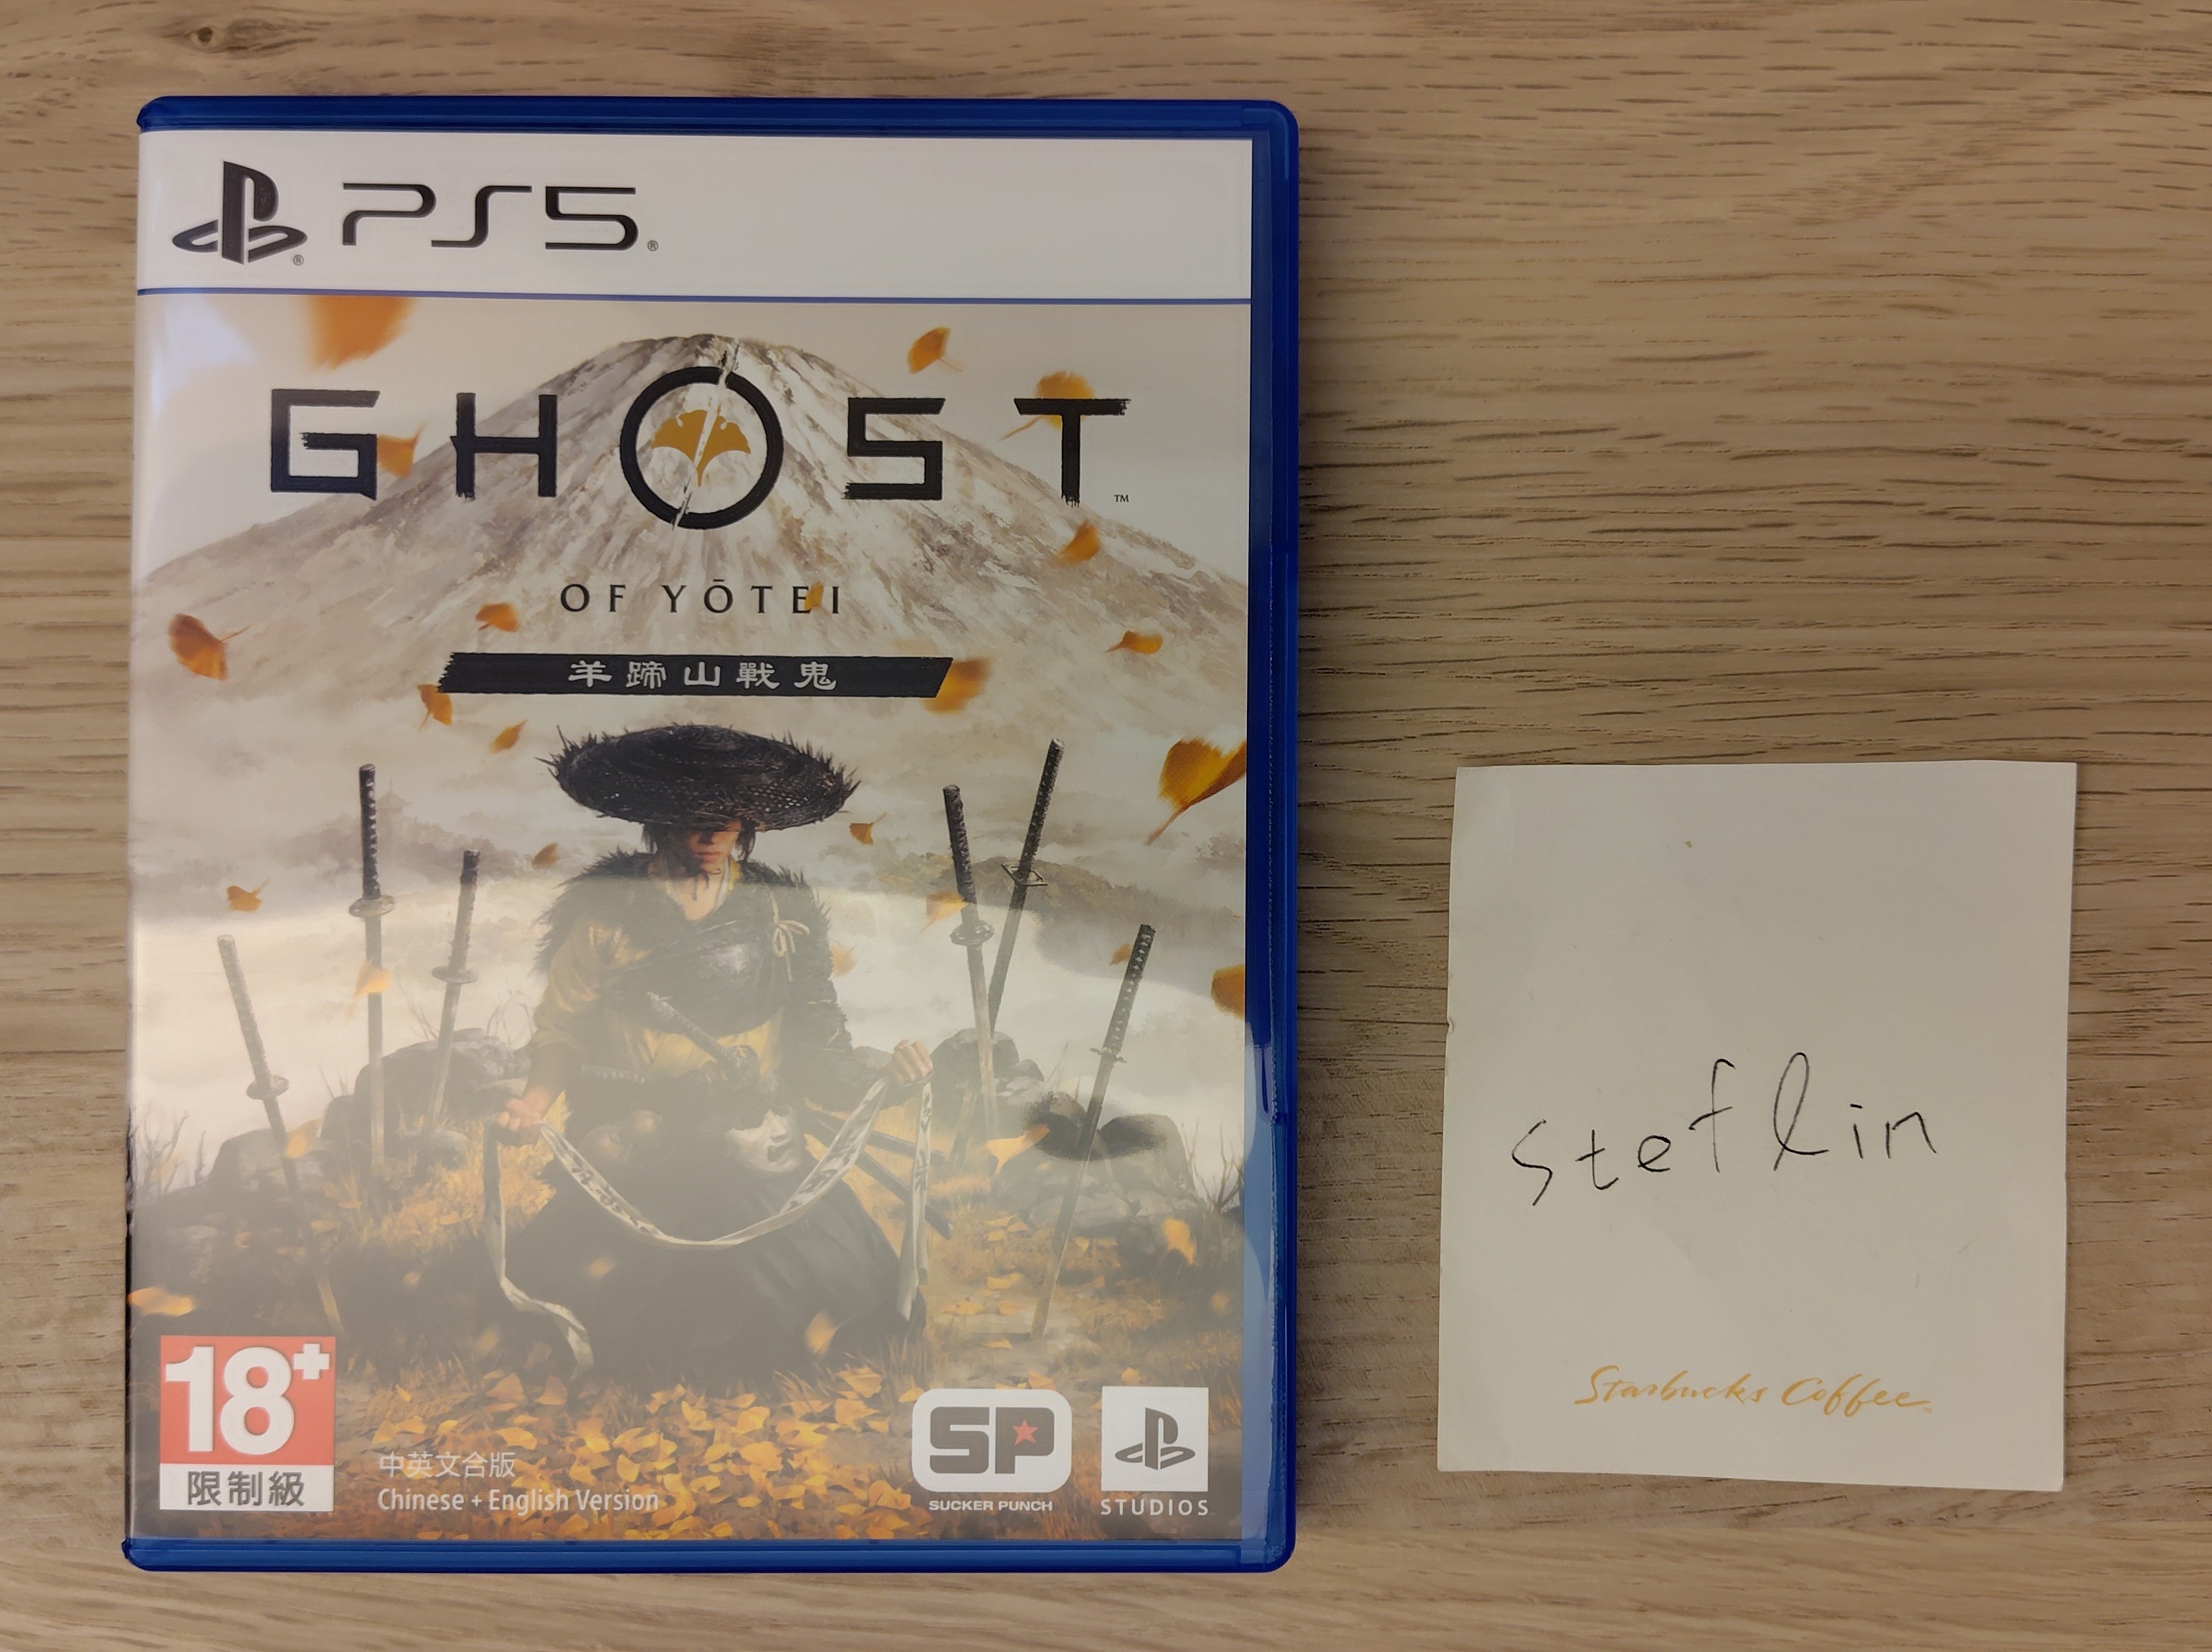 PS5®
GHOST™
OF YŌTEI
羊蹄山戰鬼
18+
限制級
中英文合版
Chinese + English Version
SP
SUCKER PUNCH
STUDIOS
steflin
Starbucks Coffee